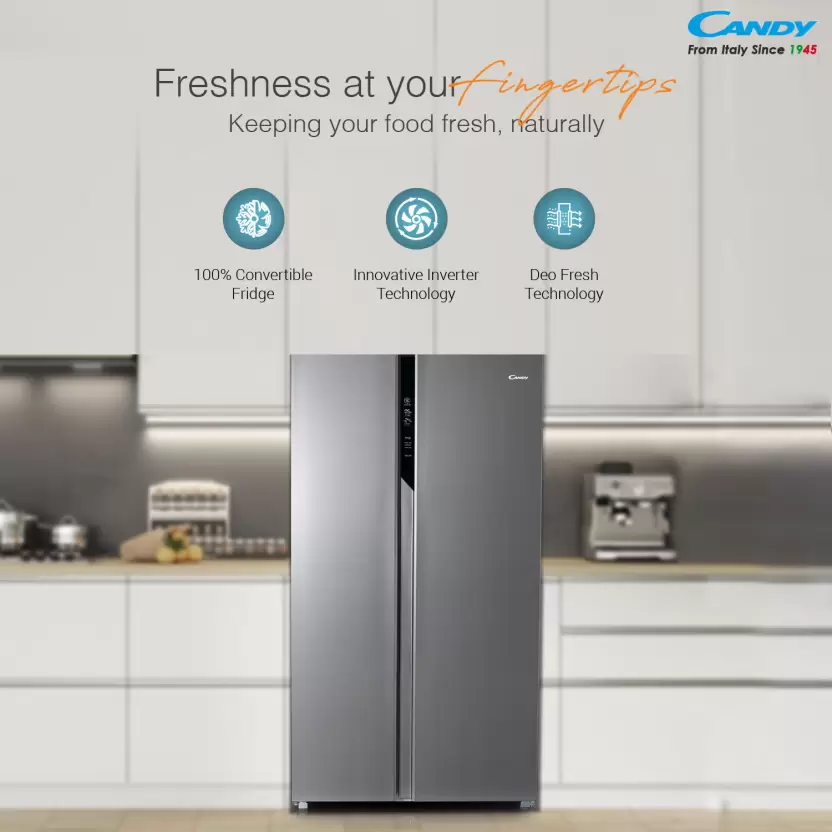 CANDY
From Italy Since 1945
Freshness at your fingertips
Keeping your food fresh, naturally
100% Convertible
Fridge
Innovative Inverter
Technology
Deo Fresh
Technology
CANDY